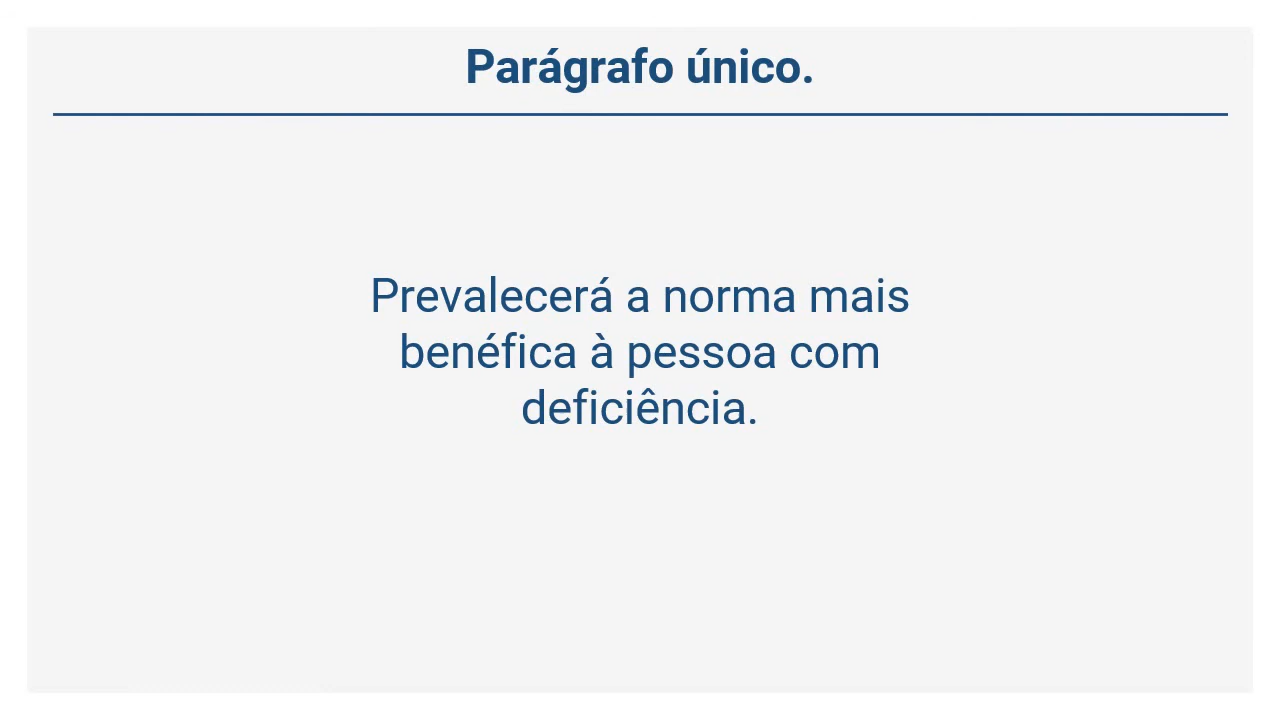 Parágrafo único.
Prevalecerá a norma mais
benéfica à pessoa com
deficiência.